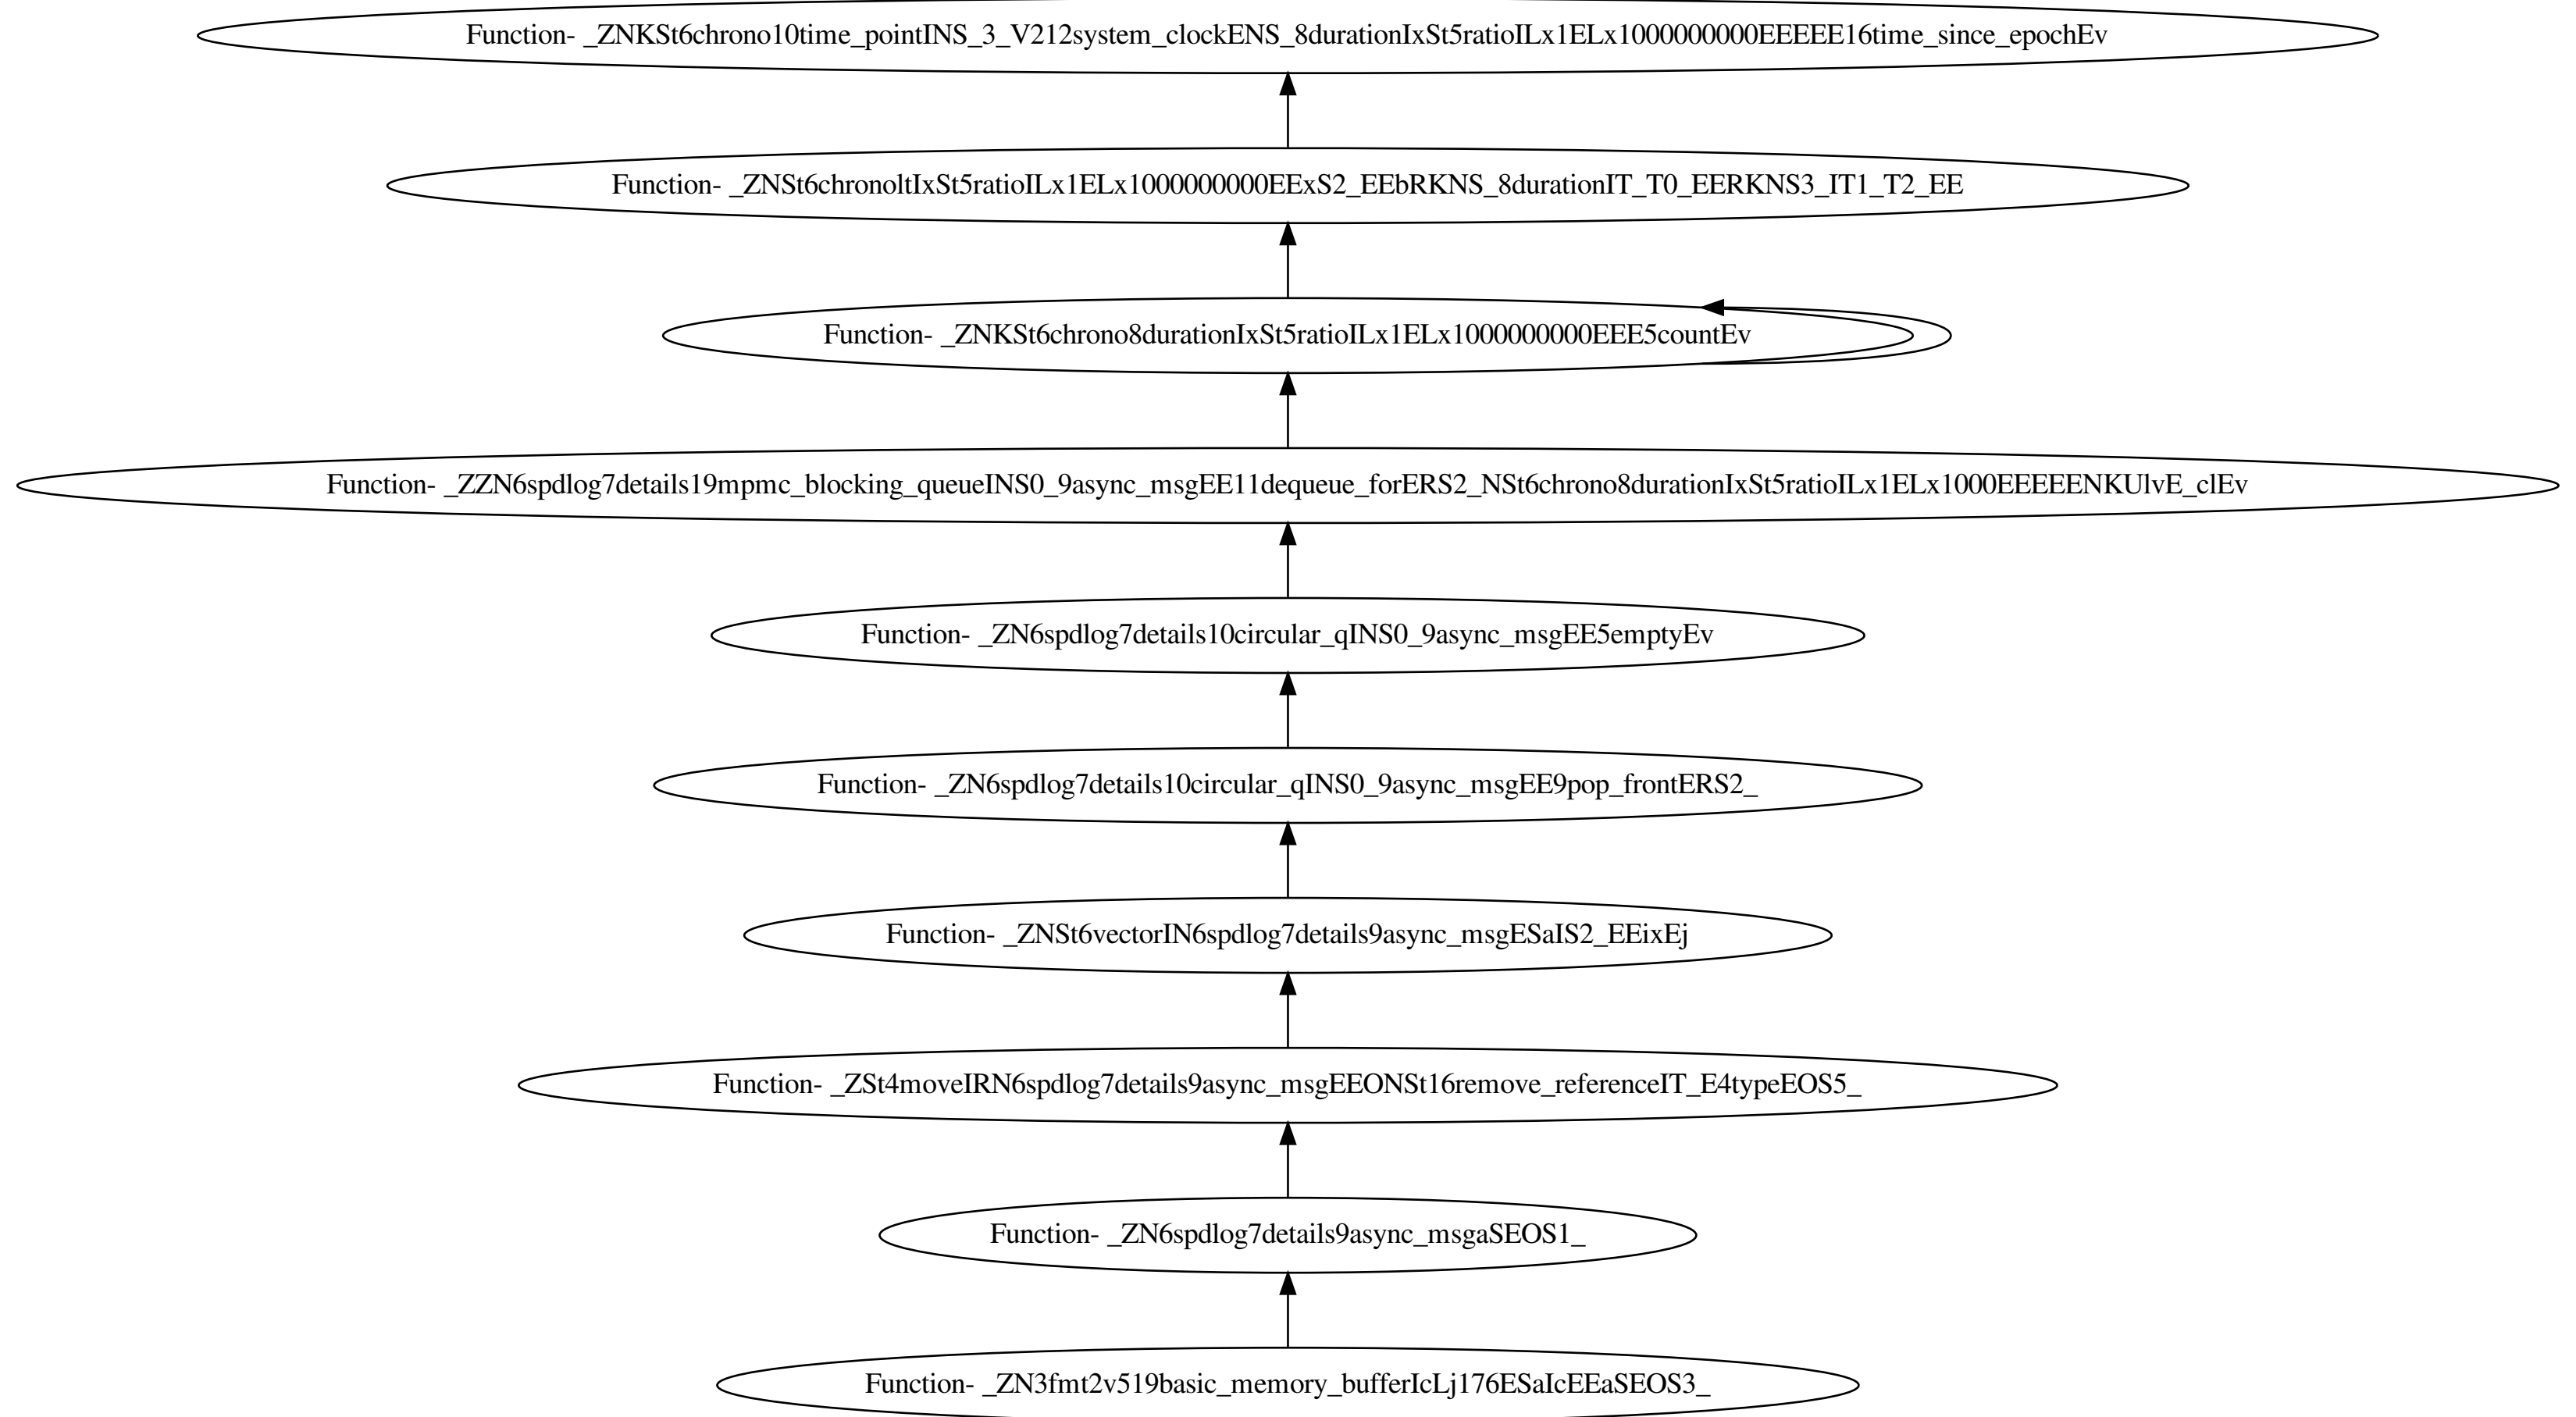 Function- _ZNKSt6chrono10time_pointINS_3_V212system_clockENS_8durationIxSt5ratioILx1ELx1000000000EEEEE16time_since_epochEv
Function- _ZNSt6chronoltIxSt5ratioILx1ELx1000000000EExS2_EEbRKNS_8durationIT_T0_EERKNS3_IT1_T2_EE
Function- _ZNKSt6chrono8durationIxSt5ratioILx1ELx1000000000EEE5countEv
Function- _ZZN6spdlog7details19mpmc_blocking_queueINS0_9async_msgEE11dequeue_forERS2_NSt6chrono8durationIxSt5ratioILx1ELx1000EEEEENKUlvE_clEv
Function- _ZN6spdlog7details10circular_qINS0_9async_msgEE5emptyEv
Function- _ZN6spdlog7details10circular_qINS0_9async_msgEE9pop_frontERS2_
Function- _ZNSt6vectorIN6spdlog7details9async_msgESaIS2_EEixEj
Function- _ZSt4moveIRN6spdlog7details9async_msgEEONSt16remove_referenceIT_E4typeEOS5_
Function- _ZN6spdlog7details9async_msgaSEOS1_
Function- _ZN3fmt2v519basic_memory_bufferIcLj176ESaIcEEaSEOS3_